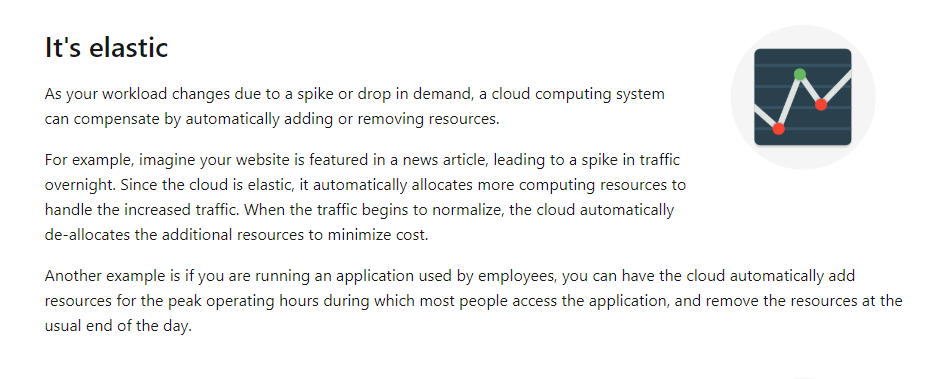 It's elastic
As your workload changes due to a spike or drop in demand, a cloud computing system
can compensate by automatically adding or removing resources.
For example, imagine your website is featured in a news article, leading to a spike in traffic
overnight. Since the cloud is elastic, it automatically allocates more computing resources to
handle the increased traffic. When the traffic begins to normalize, the cloud automatically
de-allocates the additional resources to minimize cost.
Another example is if you are running an application used by employees, you can have the cloud automatically add
resources for the peak operating hours during which most people access the application, and remove the resources at the
usual end of the day.